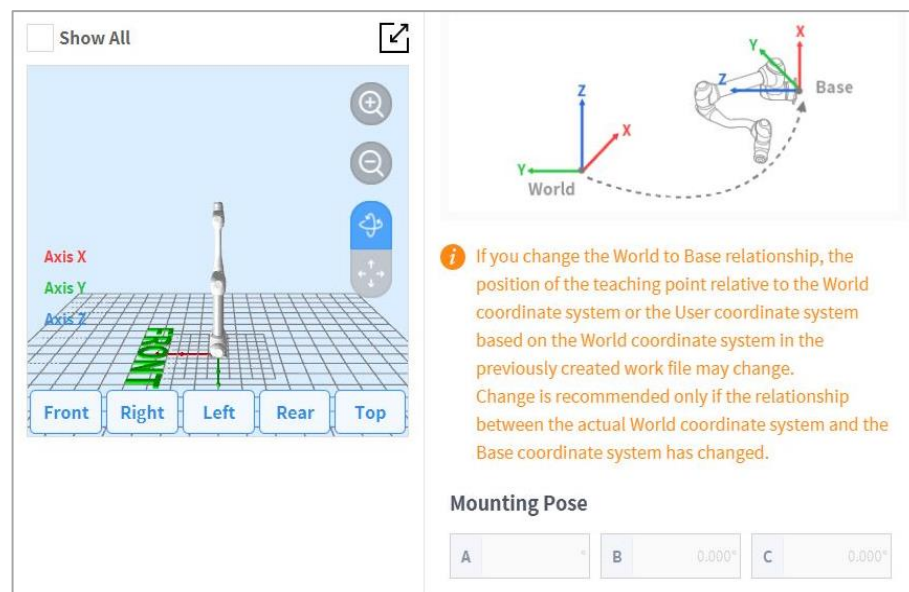 Show All
Axis X
Axis Y
Axis Z
FRONT
Front Right Left Rear Top
X
Y
Z
Base
Z
X
Y
World
i
If you change the World to Base relationship, the
position of the teaching point relative to the World
coordinate system or the User coordinate system
based on the World coordinate system in the
previously created work file may change.
Change is recommended only if the relationship
between the actual World coordinate system and the
Base coordinate system has changed.
Mounting Pose
A ° B 0.000° C 0.000°